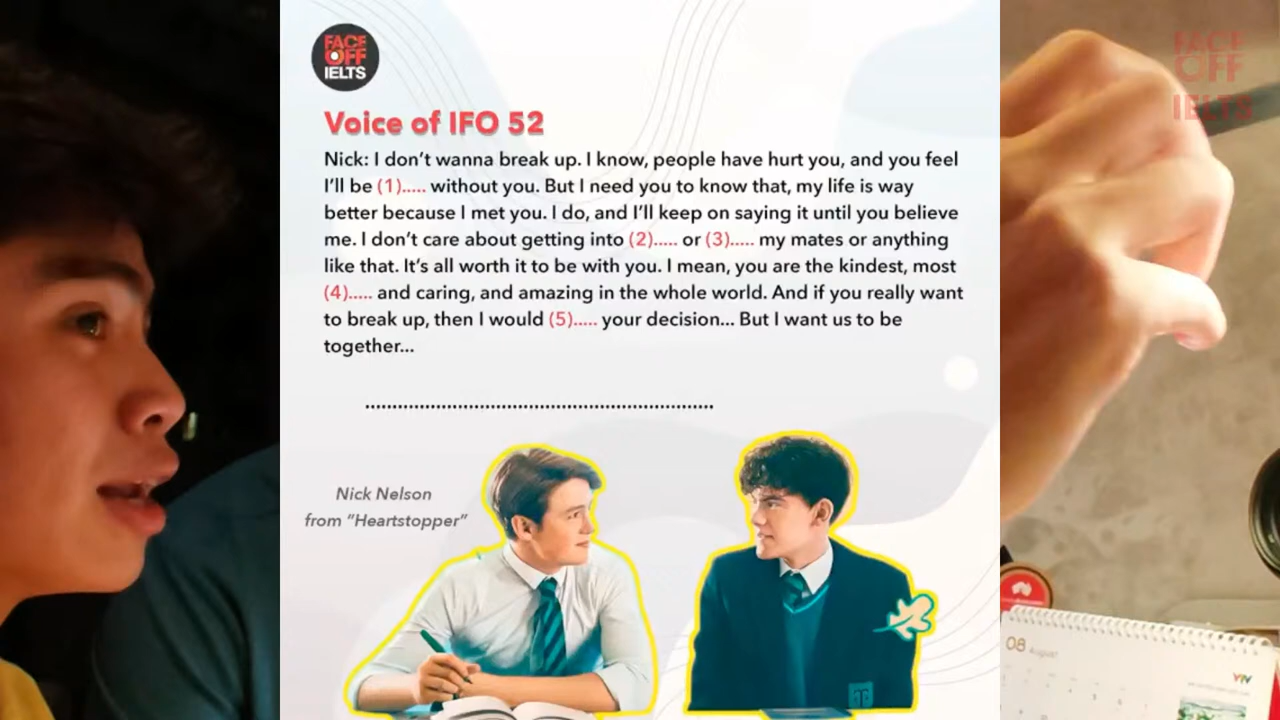 FACE
OFF
IELTS
FACE
OFF
IELTS
Voice of IFO 52
Nick: I don't wanna break up. I know, people have hurt you, and you feel
I'll be (1)..... without you. But I need you to know that, my life is way
better because I met you. I do, and I'll keep on saying it until you believe
me. I don't care about getting into (2)..... or (3)..... my mates or anything
like that. It's all worth it to be with you. I mean, you are the kindest, most
(4)..... and caring, and amazing in the whole world. And if you really want
to break up, then I would (5)..... your decision... But I want us to be
together...
Nick Nelson
from "Heartstopper"
08 August
VTV